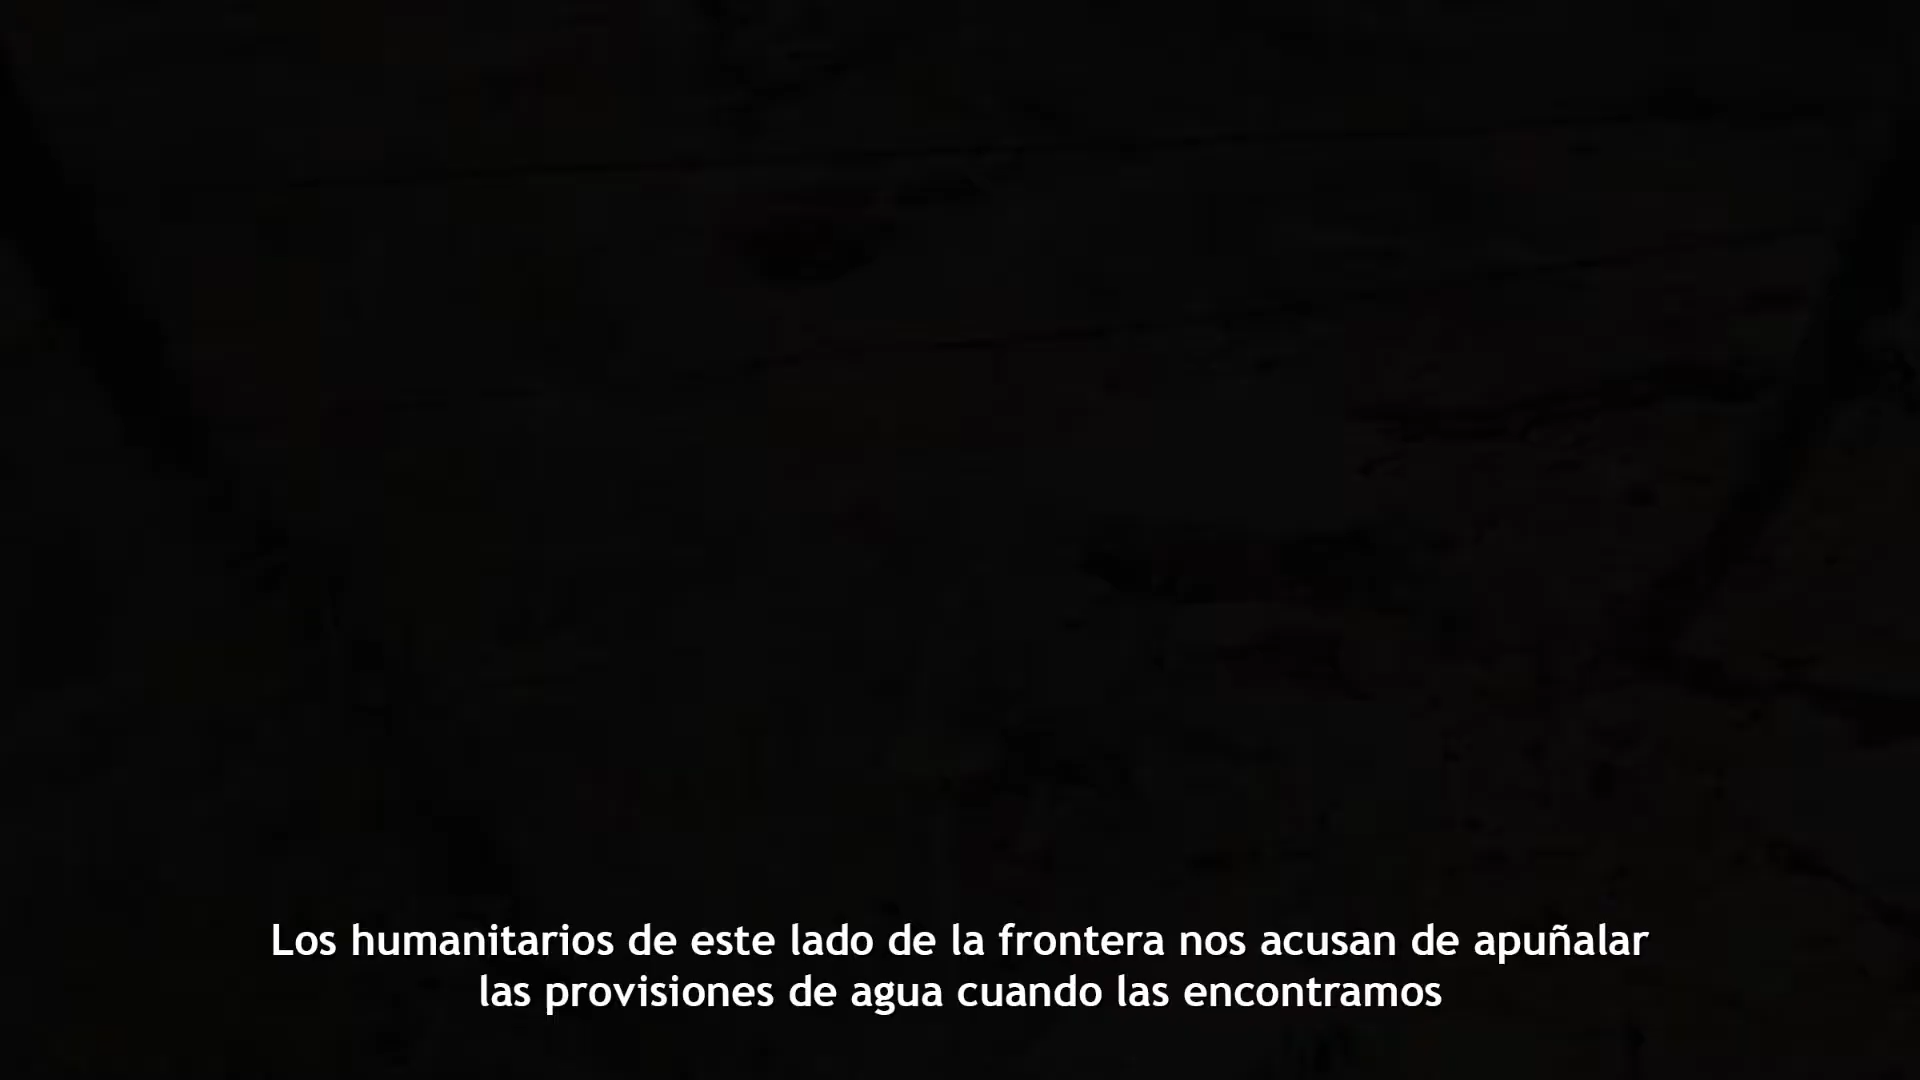 Los humanitarios de este lado de la frontera nos acusan de apuñalar
las provisiones de agua cuando las encontramos